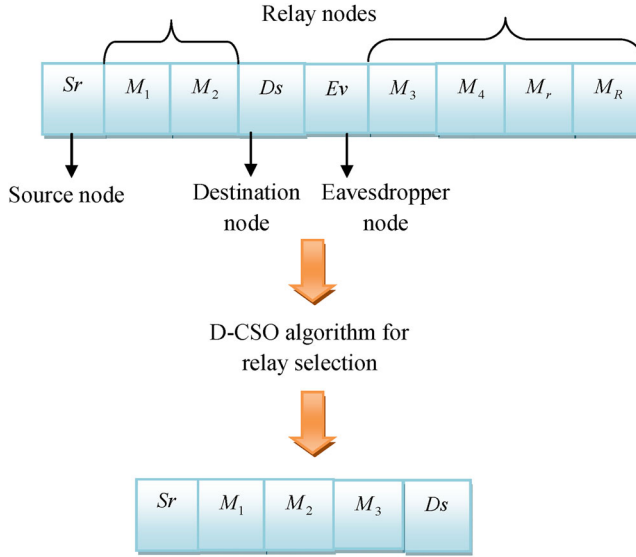 Relay nodes
Sr M₁ M₂ Ds Ev M₃ M₄ Mᵣ M_R
Source node
Destination node
Eavesdropper node
D-CSO algorithm for
relay selection
Sr M₁ M₂ M₃ Ds